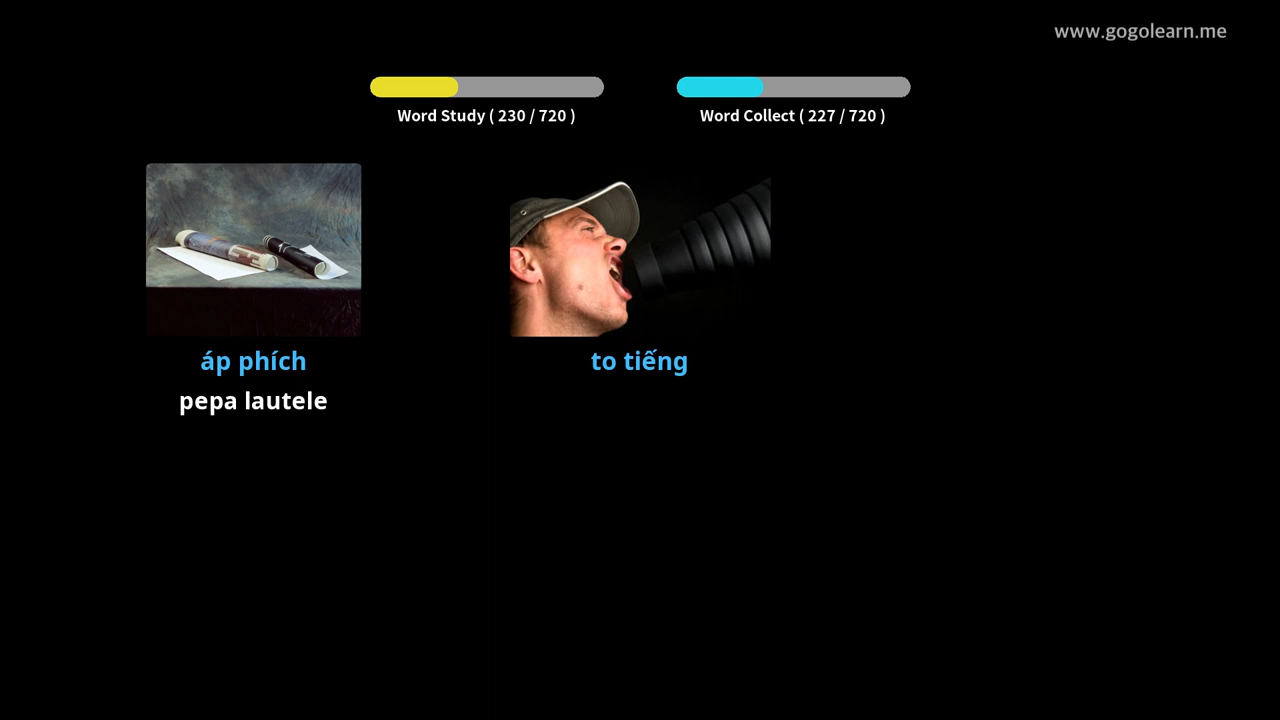 www.gogolearn.me
Word Study ( 230 / 720 )
Word Collect ( 227 / 720 )
áp phích
to tiếng
pepa lautele